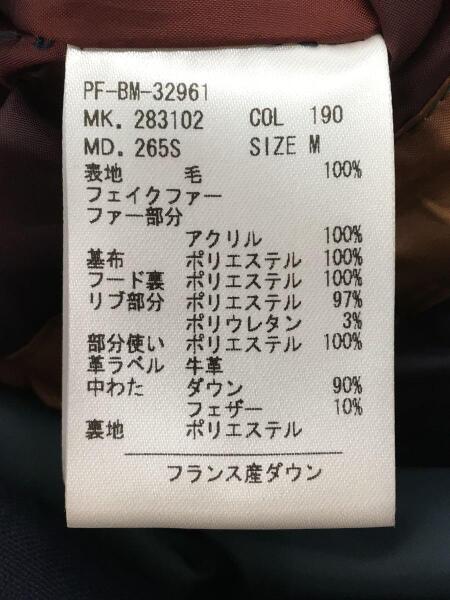 PF-BM-32961
MK. 283102 COL 190
MD. 265S SIZE M
表地 毛 100%
フェイクファー
ファー部分
アクリル 100%
基布 ポリエステル 100%
フード裏 ポリエステル 100%
リブ部分 ポリエステル 97%
ポリウレタン 3%
部分使い ポリエステル 100%
革ラベル 牛革
中わた ダウン 90%
フェザー 10%
裏地 ポリエステル
フランス産ダウン